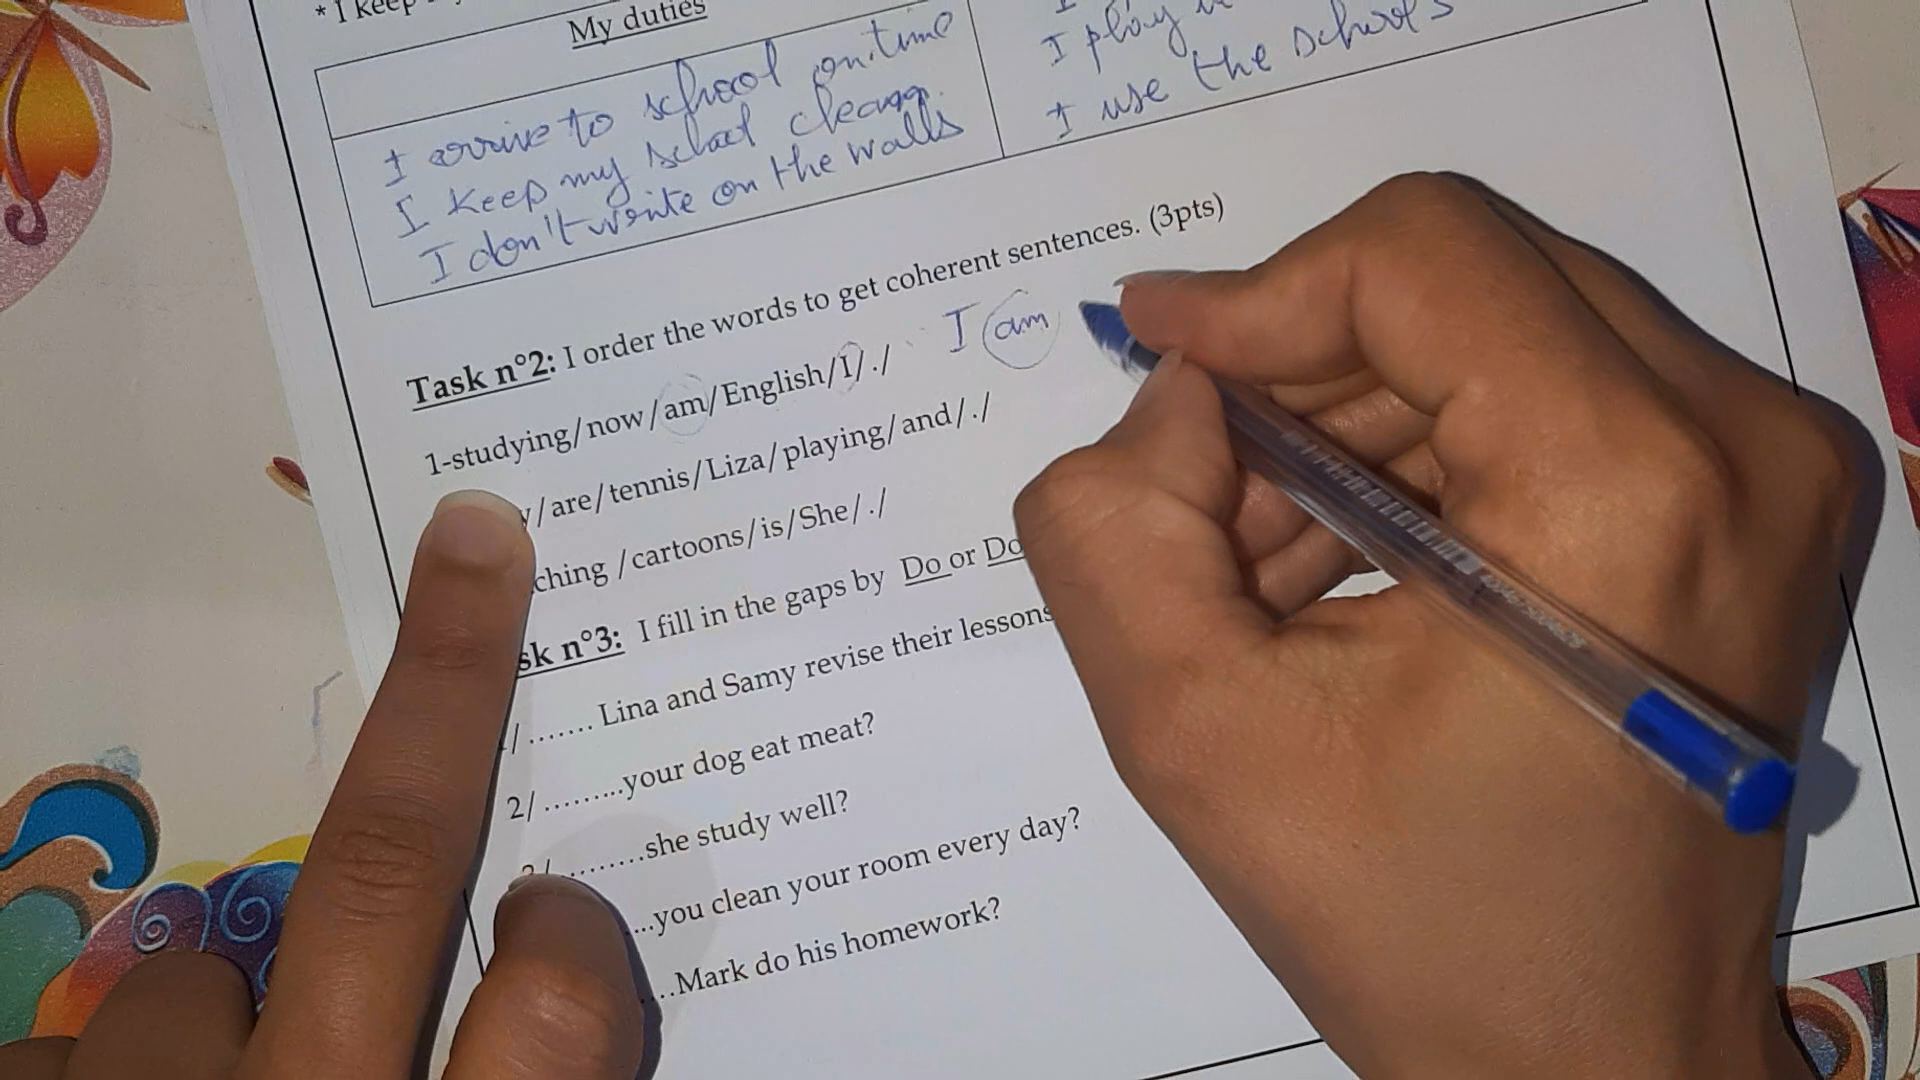 * I keep
My duties
I arrive to school on time
I keep my school clean
I don't write on the walls
I play
I use the school's
Task n°2: I order the words to get coherent sentences. (3pts)
1-studying/now/am/English/I/./ I am
y/are/tennis/Liza/playing/and/./
ching /cartoons/is/She/./
sk n°3: I fill in the gaps by Do or Do
/ ....... Lina and Samy revise their lessons
2/ .........your dog eat meat?
.........she study well?
....you clean your room every day?
....Mark do his homework?